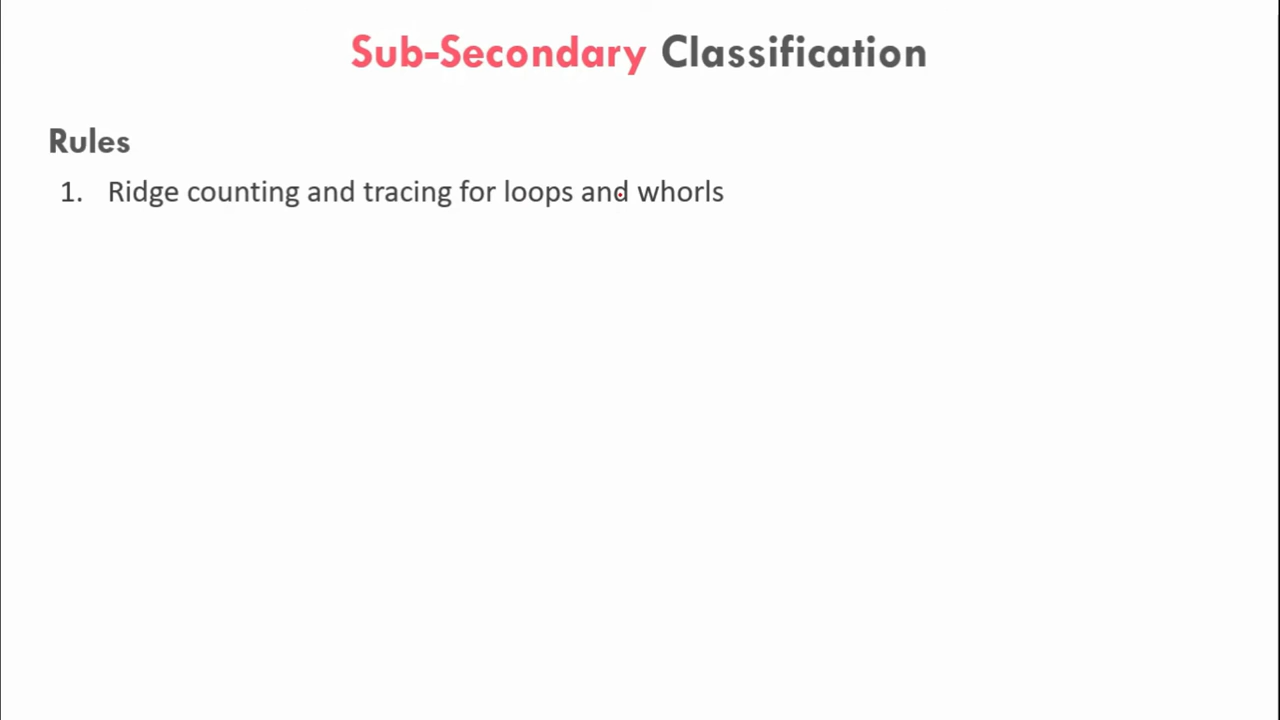 Sub-Secondary Classification
Rules
1. Ridge counting and tracing for loops and whorls